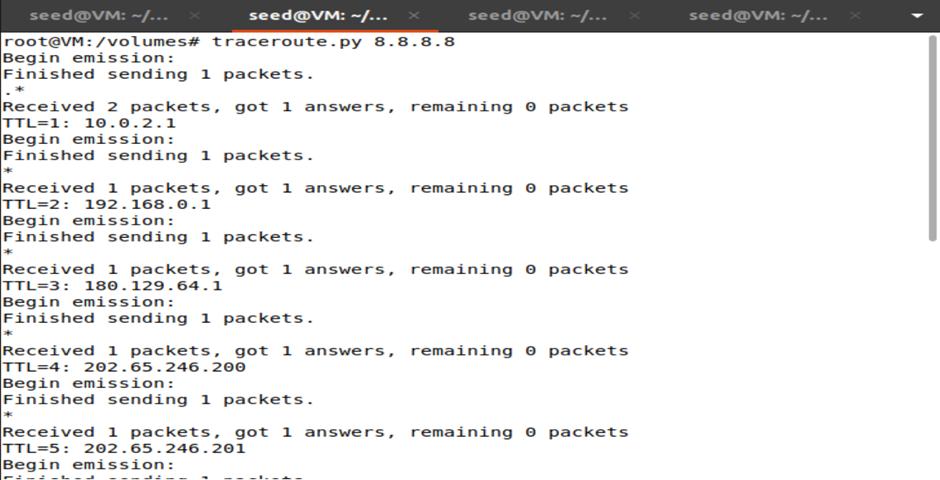 seed@VM: ~/... × seed@VM: ~/... × seed@VM: ~/... × seed@VM: ~/... ×
root@VM:/volumes# traceroute.py 8.8.8.8
Begin emission:
Finished sending 1 packets.
.*
Received 2 packets, got 1 answers, remaining 0 packets
TTL=1: 10.0.2.1
Begin emission:
Finished sending 1 packets.
*
Received 1 packets, got 1 answers, remaining 0 packets
TTL=2: 192.168.0.1
Begin emission:
Finished sending 1 packets.
*
Received 1 packets, got 1 answers, remaining 0 packets
TTL=3: 180.129.64.1
Begin emission:
Finished sending 1 packets.
*
Received 1 packets, got 1 answers, remaining 0 packets
TTL=4: 202.65.246.200
Begin emission:
Finished sending 1 packets.
*
Received 1 packets, got 1 answers, remaining 0 packets
TTL=5: 202.65.246.201
Begin emission: